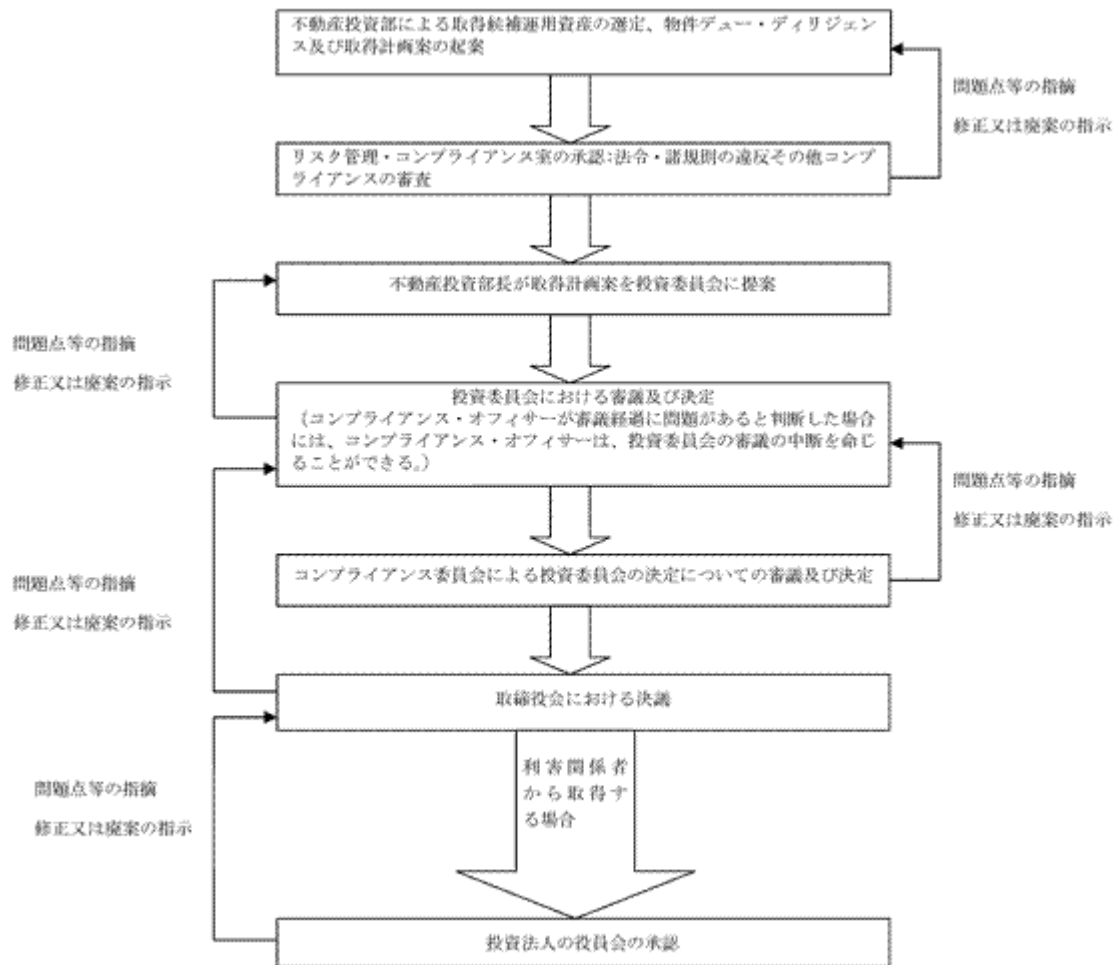 不動産投資部による取得候補運用資産の選定、物件デュー・ディリジェン
ス及び取得計画案の起案
問題点等の指摘
修正又は廃案の指示
リスク管理・コンプライアンス室の承認:法令・諸規則の違反その他コンプ
ライアンスの審査
不動産投資部長が取得計画案を投資委員会に提案
問題点等の指摘
修正又は廃案の指示
投資委員会における審議及び決定
(コンプライアンス・オフィサーが審議経過に問題があると判断した場合
には、コンプライアンス・オフィサーは、投資委員会の審議の中断を命じ
ることができる。)
問題点等の指摘
修正又は廃案の指示
コンプライアンス委員会による投資委員会の決定についての審議及び決定
問題点等の指摘
修正又は廃案の指示
取締役会における決議
利害関係者
から取得す
る場合
問題点等の指摘
修正又は廃案の指示
投資法人の役員会の承認